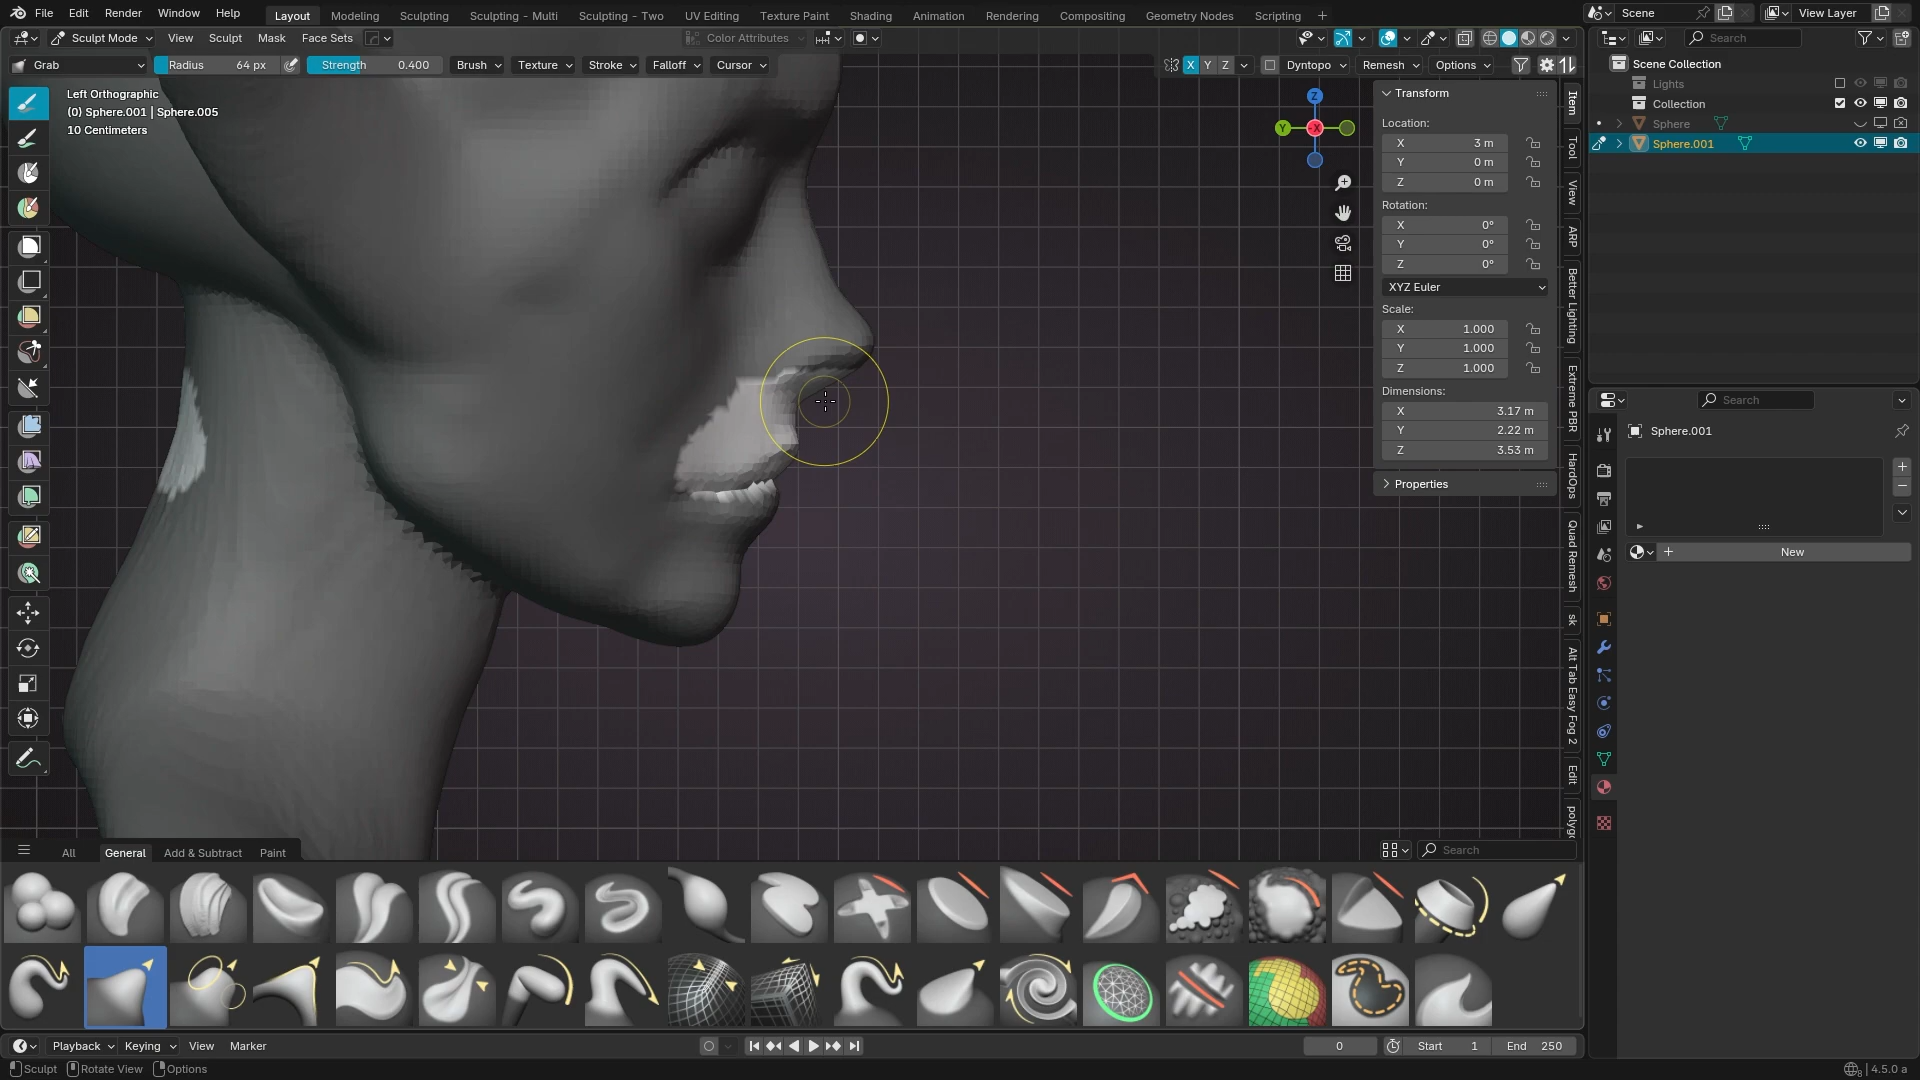 File Edit Render Window Help Layout Modeling Sculpting Sculpting - Multi Sculpting - Two UV Editing Texture Paint Shading Animation Rendering Compositing Geometry Nodes Scripting Scene View Layer
Sculpt Mode View Sculpt Mask Face Sets Color Attributes Search
Grab Radius 64 px Strength 0.400 Brush Texture Stroke Falloff Cursor X Y Z Dyntopo Remesh Options
Left Orthographic
(0) Sphere.001 | Sphere.005
10 Centimeters
Z
Y
-X
Transform
Location:
X 3 m
Y 0 m
Z 0 m
Rotation:
X 0°
Y 0°
Z 0°
XYZ Euler
Scale:
X 1.000
Y 1.000
Z 1.000
Dimensions:
X 3.17 m
Y 2.22 m
Z 3.53 m
Properties
Item
Tool
View
ARP
Better Lighting
Extreme PBR
HardOps
Quad Remesh
sk
Alt Tab Easy Fog 2
Edit
polygo
Scene Collection
Lights
Collection
Sphere
Sphere.001
Search
Sphere.001
New
All General Add & Subtract Paint Search
Playback Keying View Marker 0 Start 1 End 250
Sculpt Rotate View Options 4.5.0 a